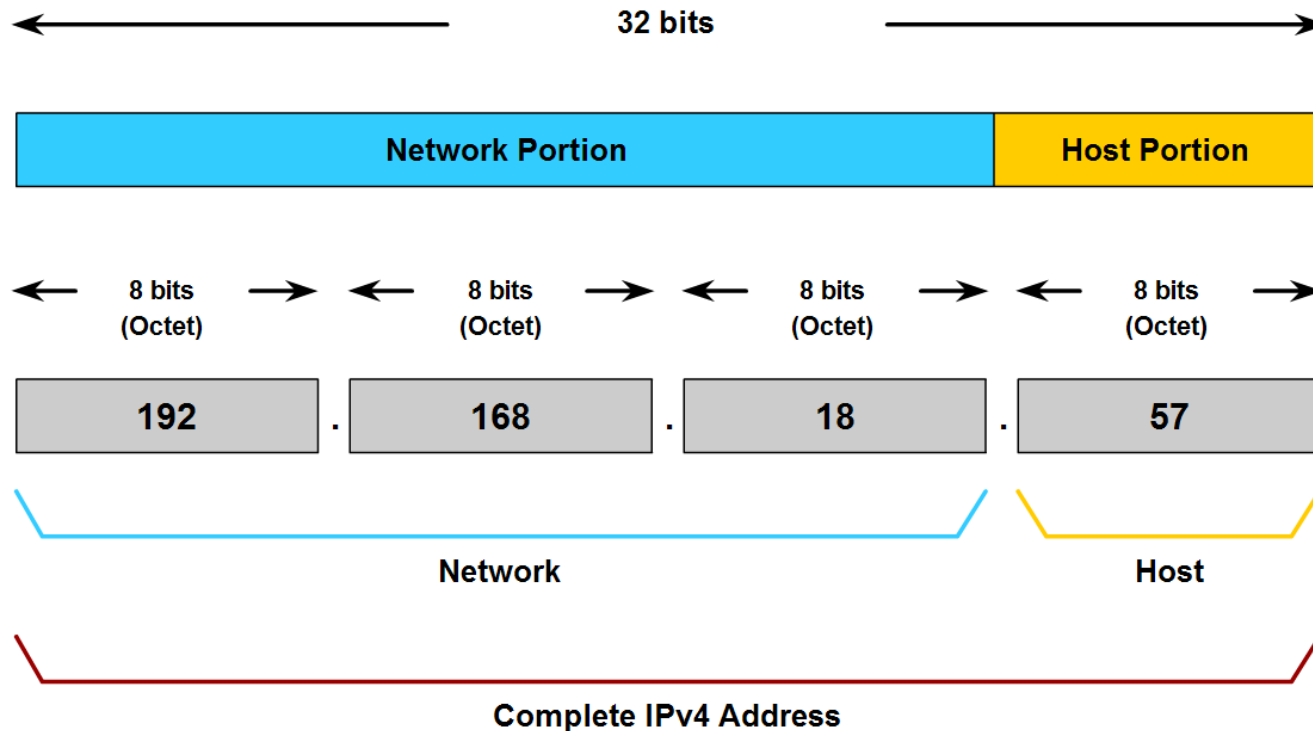 32 bits
Network Portion Host Portion
8 bits 8 bits 8 bits 8 bits
(Octet) (Octet) (Octet) (Octet)
192 . 168 . 18 . 57
Network Host
Complete IPv4 Address